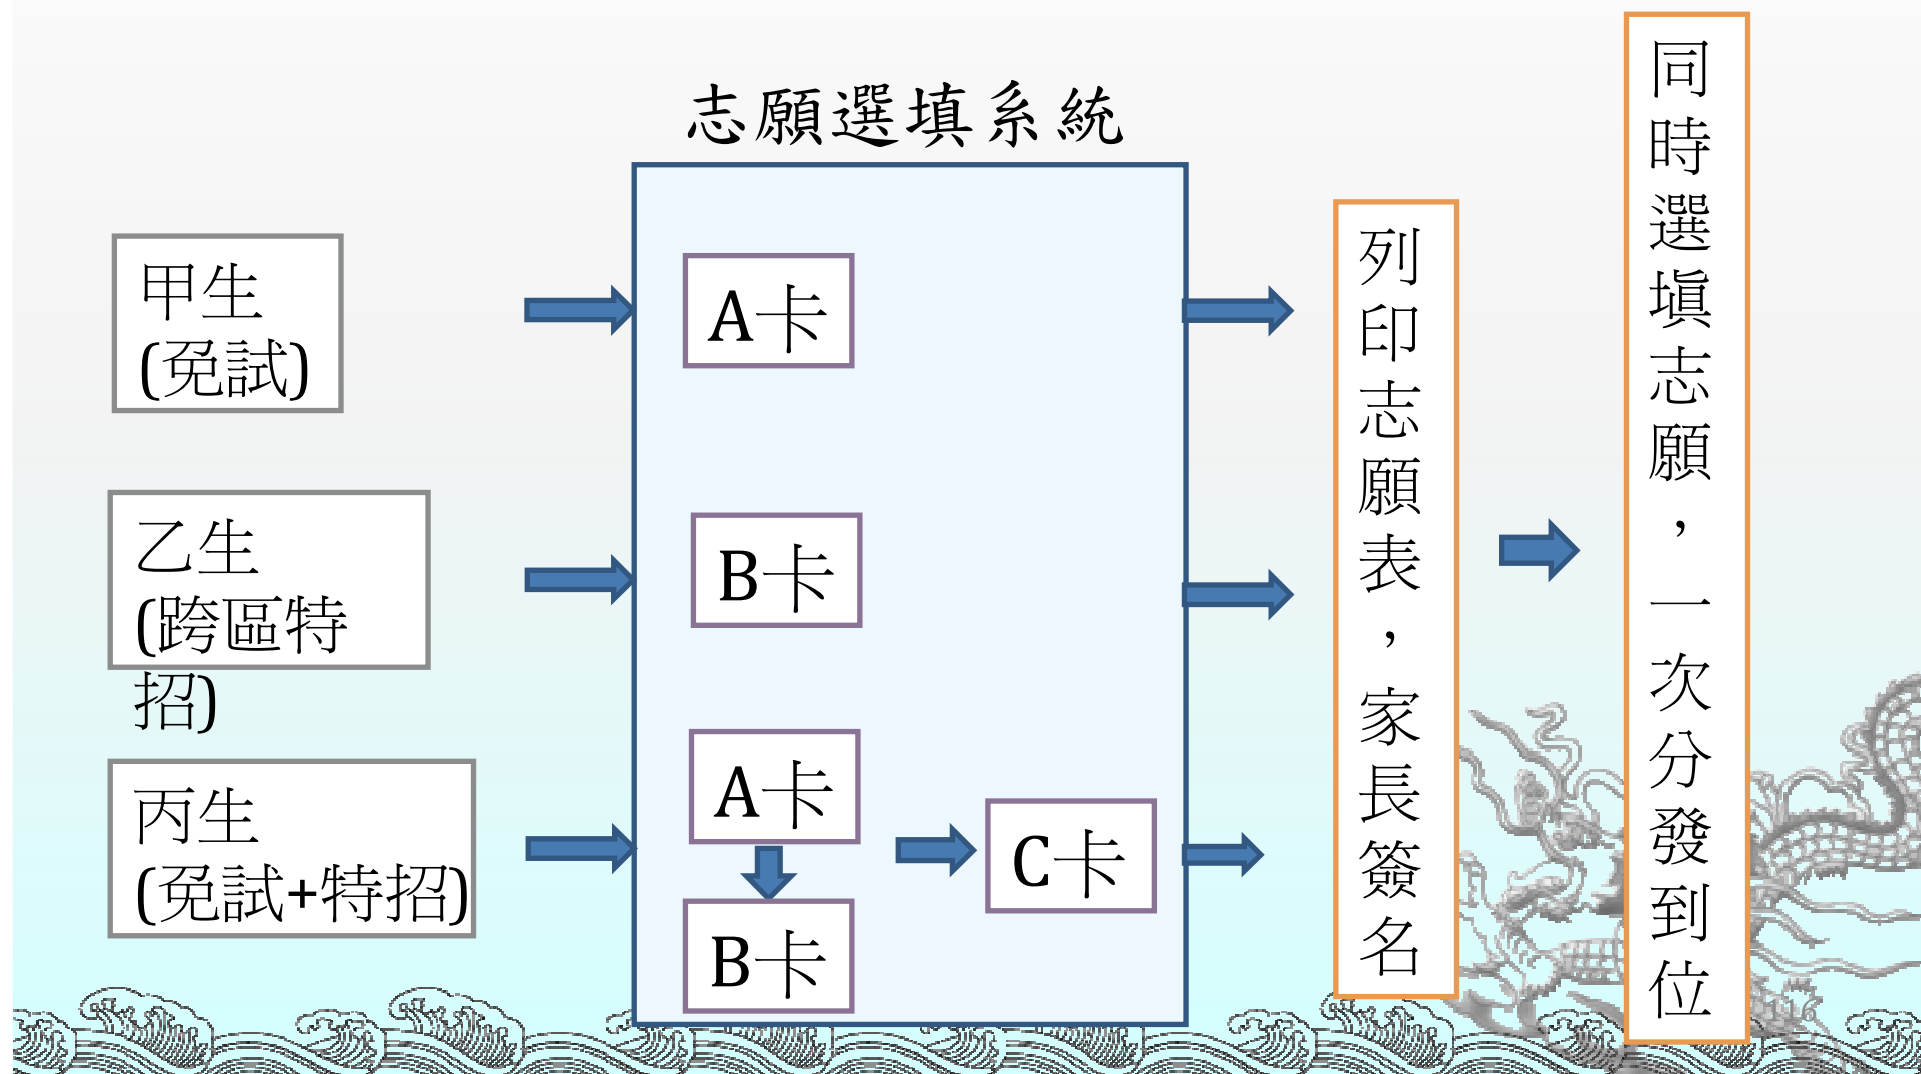 志願選填系統
甲生
(免試)
A卡
乙生
(跨區特
招)
B卡
丙生
(免試+特招)
A卡
B卡
C卡
列印志願表，家長簽名
同時選填志願，一次分發到位
116